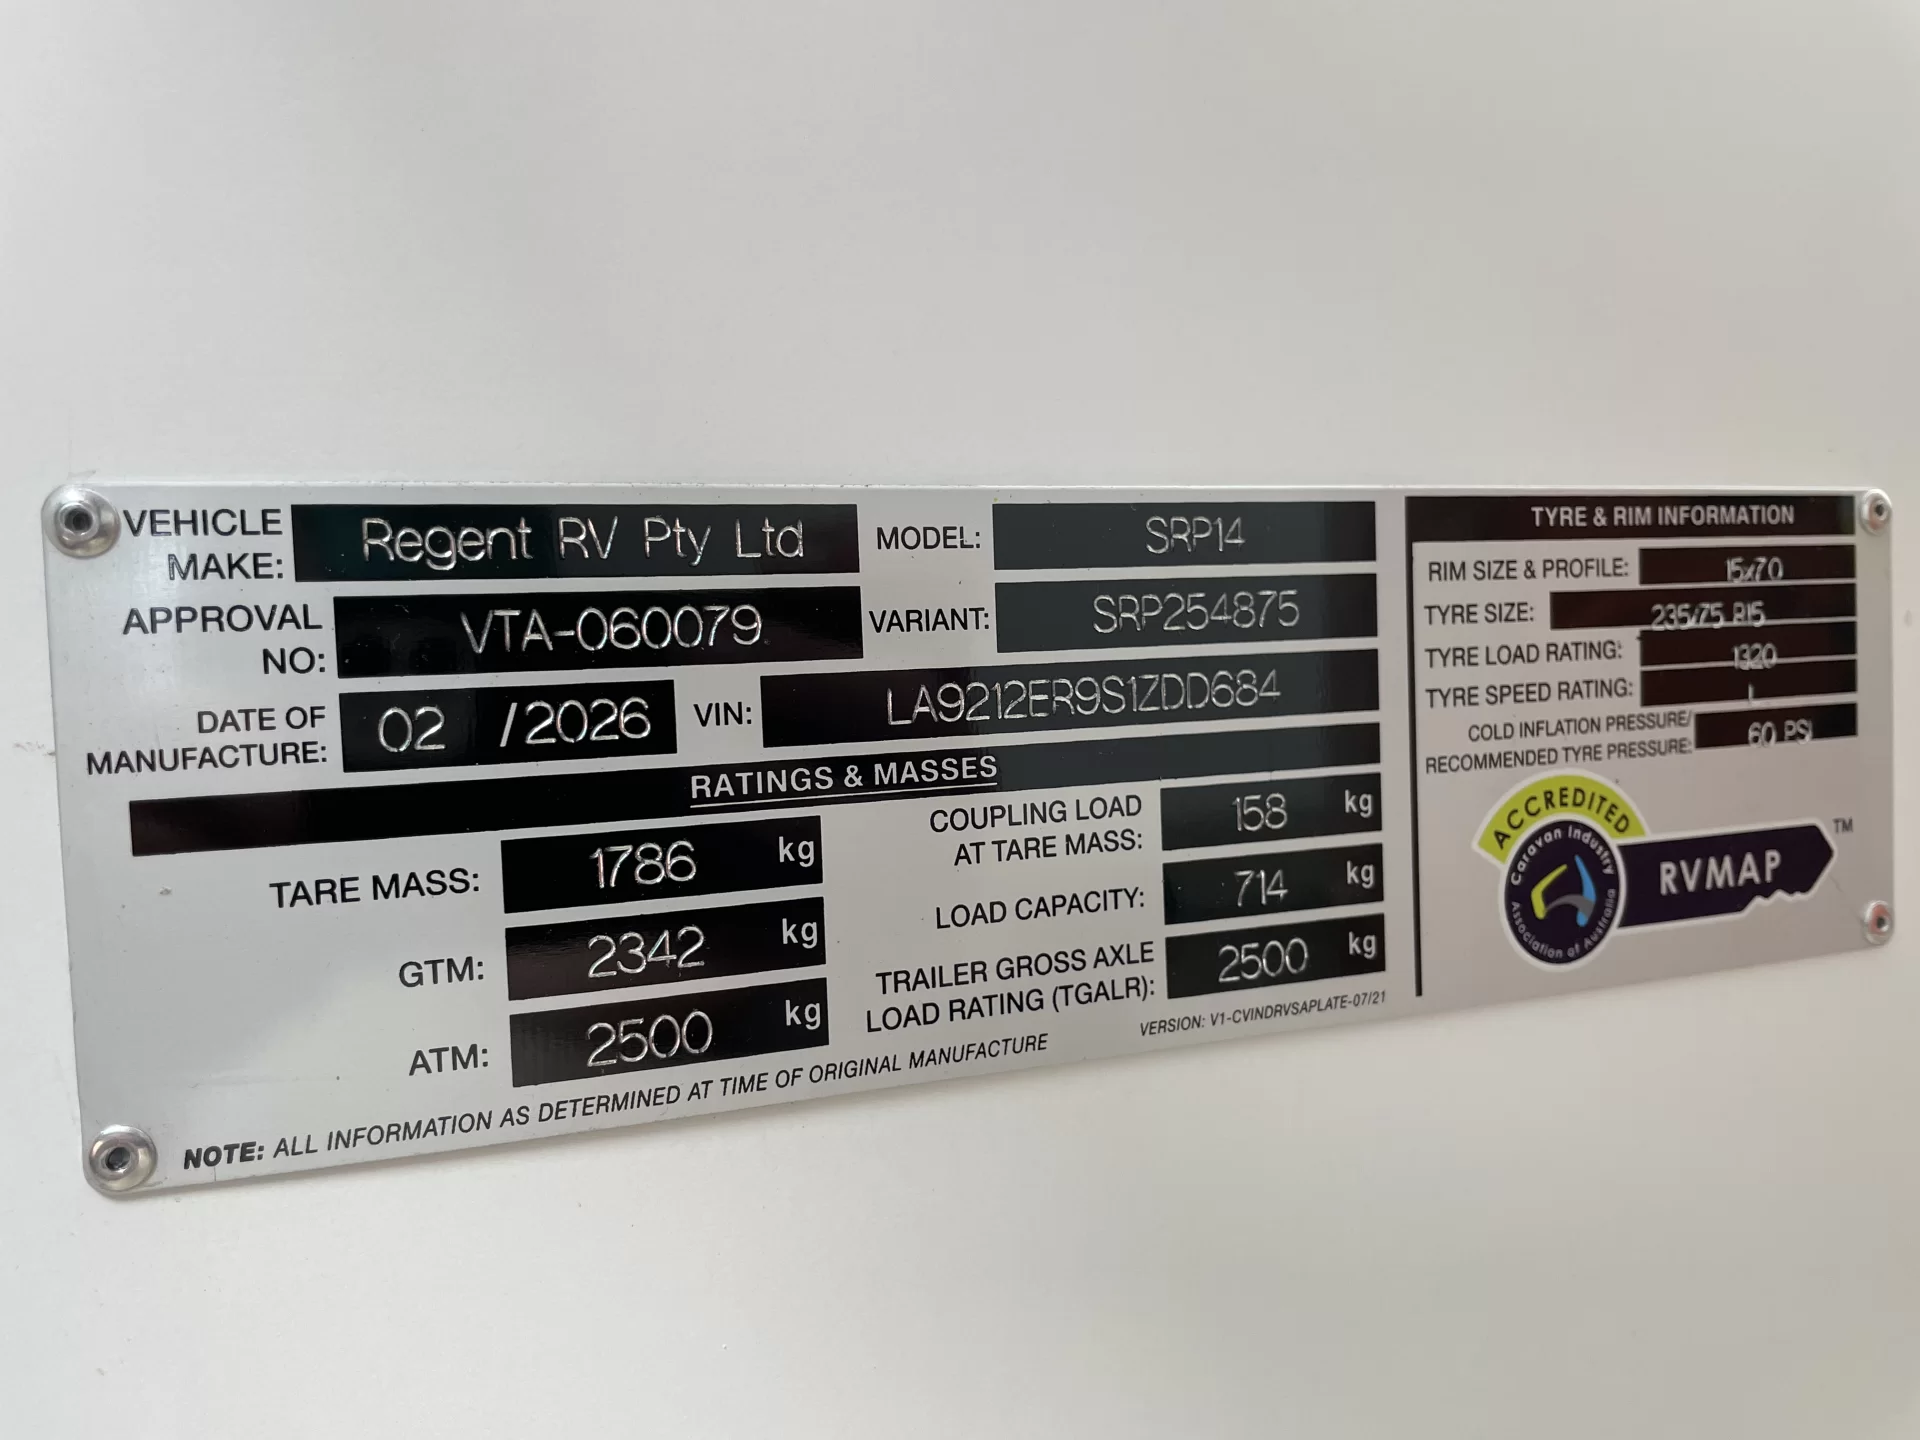 VEHICLE MAKE: Regent RV Pty Ltd
MODEL: SRP14
APPROVAL NO: VTA-060079
VARIANT: SRP254875
DATE OF MANUFACTURE: 02 /2026
VIN: LA9212ER9S1ZDD684
RATINGS & MASSES
TARE MASS: 1786 kg
GTM: 2342 kg
ATM: 2500 kg
COUPLING LOAD AT TARE MASS: 158 kg
LOAD CAPACITY: 714 kg
TRAILER GROSS AXLE LOAD RATING (TGALR): 2500 kg
NOTE: ALL INFORMATION AS DETERMINED AT TIME OF ORIGINAL MANUFACTURE
VERSION: V1-CVINDRVSAPLATE-07/21
TYRE & RIM INFORMATION
RIM SIZE & PROFILE: 15x7.0
TYRE SIZE: 235/75 R15
TYRE LOAD RATING: 1320
TYRE SPEED RATING:
COLD INFLATION PRESSURE/ RECOMMENDED TYRE PRESSURE: 60 PSI
ACCREDITED
Caravan Industry
Association of Australia
RVMAP TM